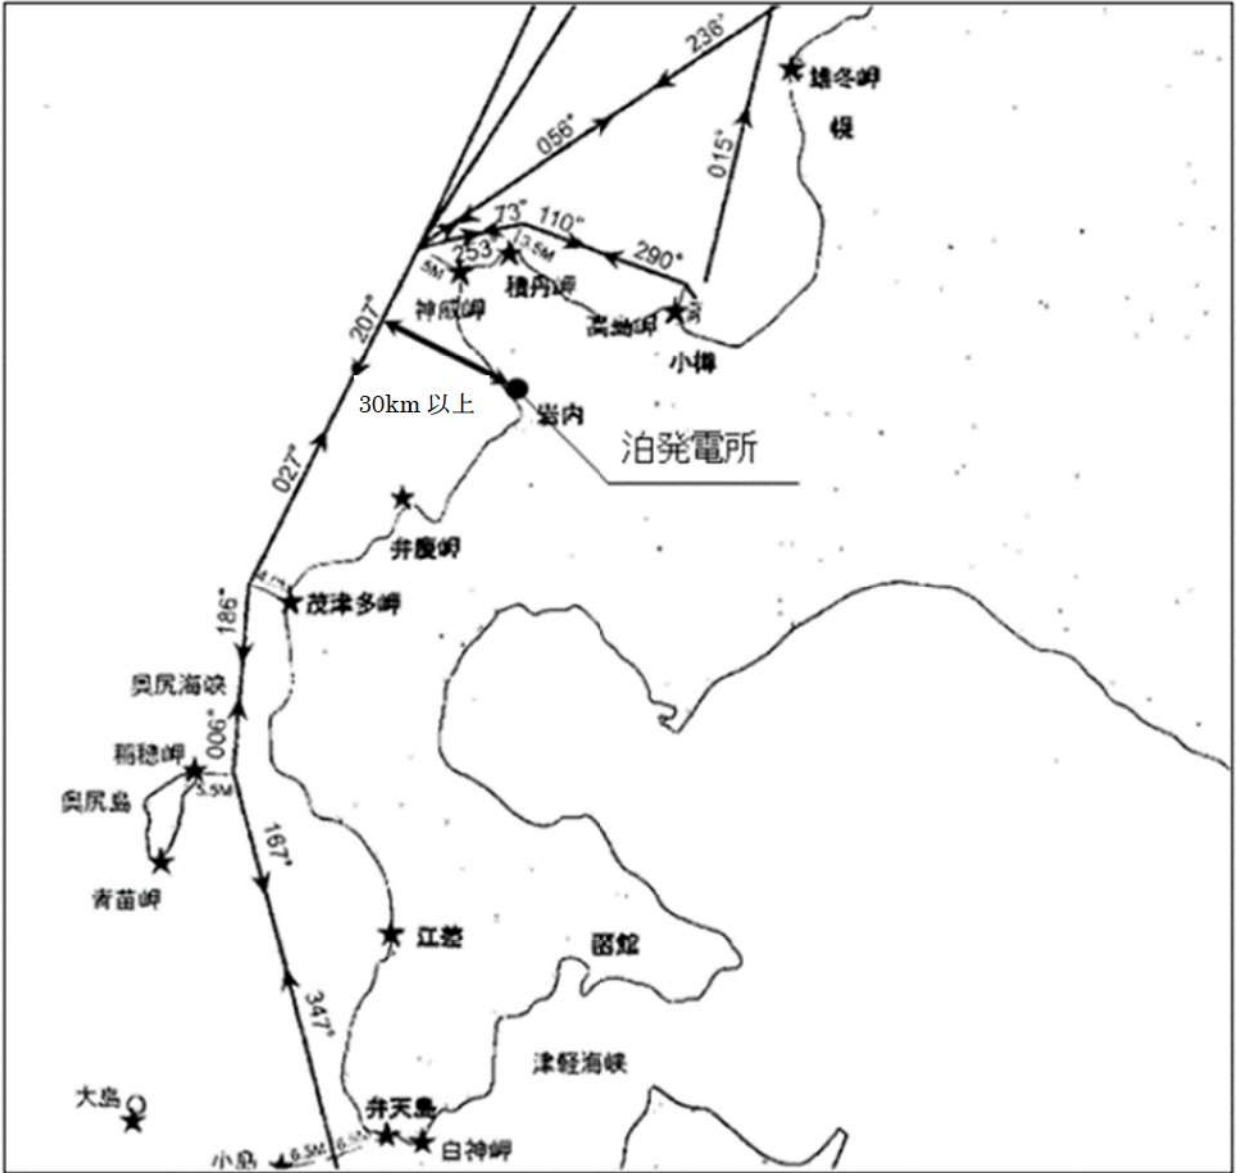 236°
雄冬岬
幌
056°
015°
73° 110°
253°
13.5M
290°
5M
積丹岬
神威岬
高島岬
小樽
207°
30km 以上
岩内
泊発電所
027°
弁慶岬
茂津多岬
186°
奥尻海峡
006°
稲穂岬
5.5M
奥尻島
167°
青苗岬
江差
函館
347°
津軽海峡
大島
弁天島
白神岬
小島
6.5M